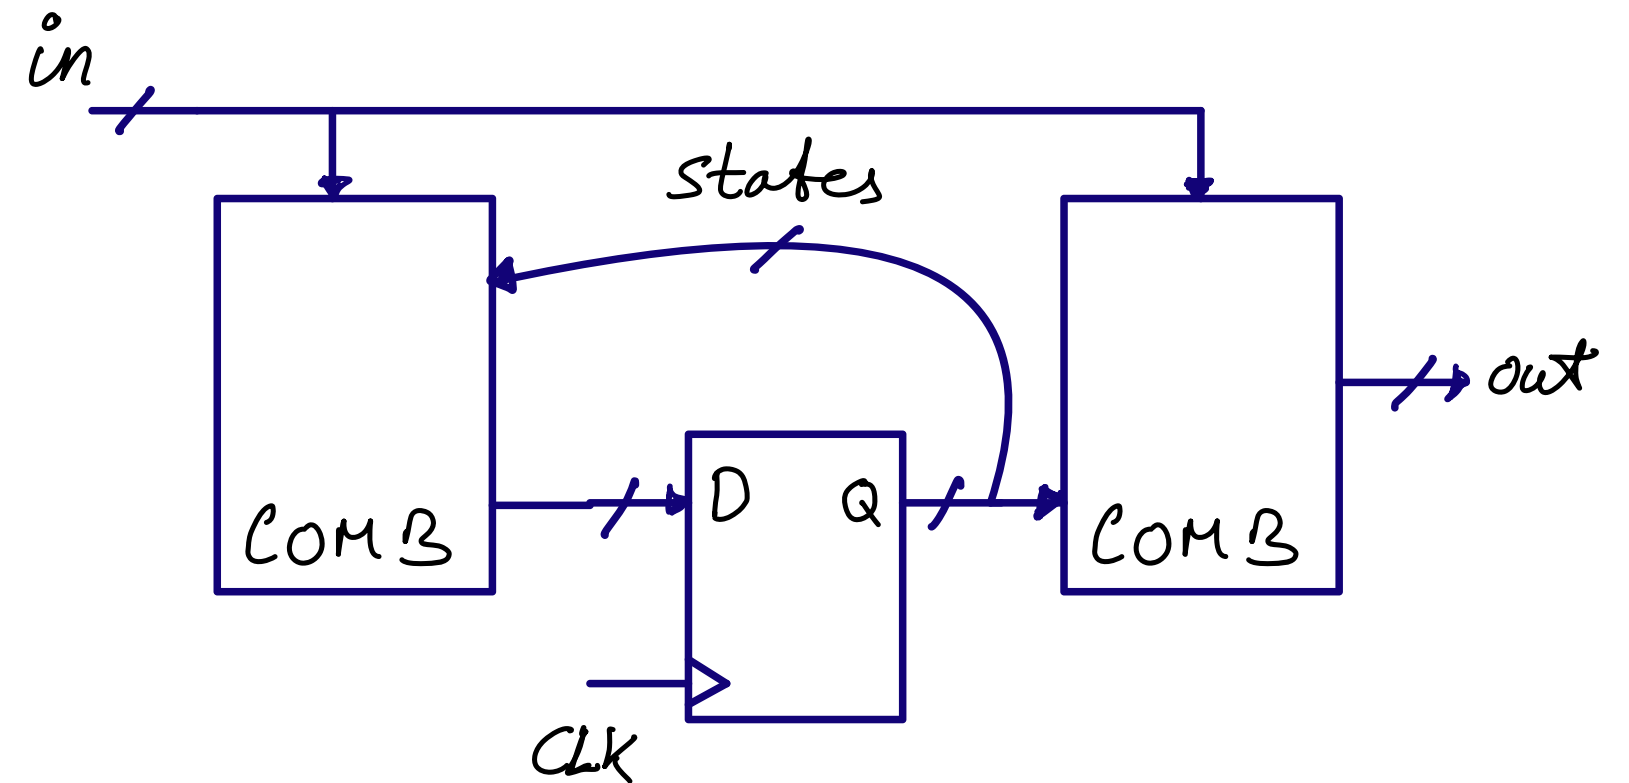 in
states
out
D
Q
COMB
COMB
CLK